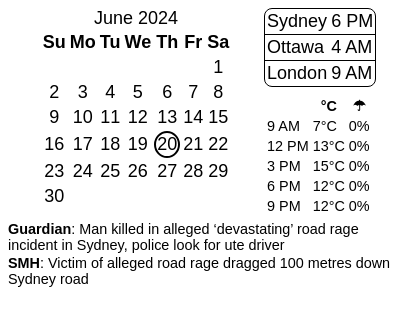 June 2024
Su Mo Tu We Th Fr Sa
1
2 3 4 5 6 7 8
9 10 11 12 13 14 15
16 17 18 19 20 21 22
23 24 25 26 27 28 29
30
Sydney 6 PM
Ottawa 4 AM
London 9 AM
°C ☂
9 AM 7°C 0%
12 PM 13°C 0%
3 PM 15°C 0%
6 PM 12°C 0%
9 PM 12°C 0%
Guardian: Man killed in alleged ‘devastating’ road rage
incident in Sydney, police look for ute driver
SMH: Victim of alleged road rage dragged 100 metres down
Sydney road